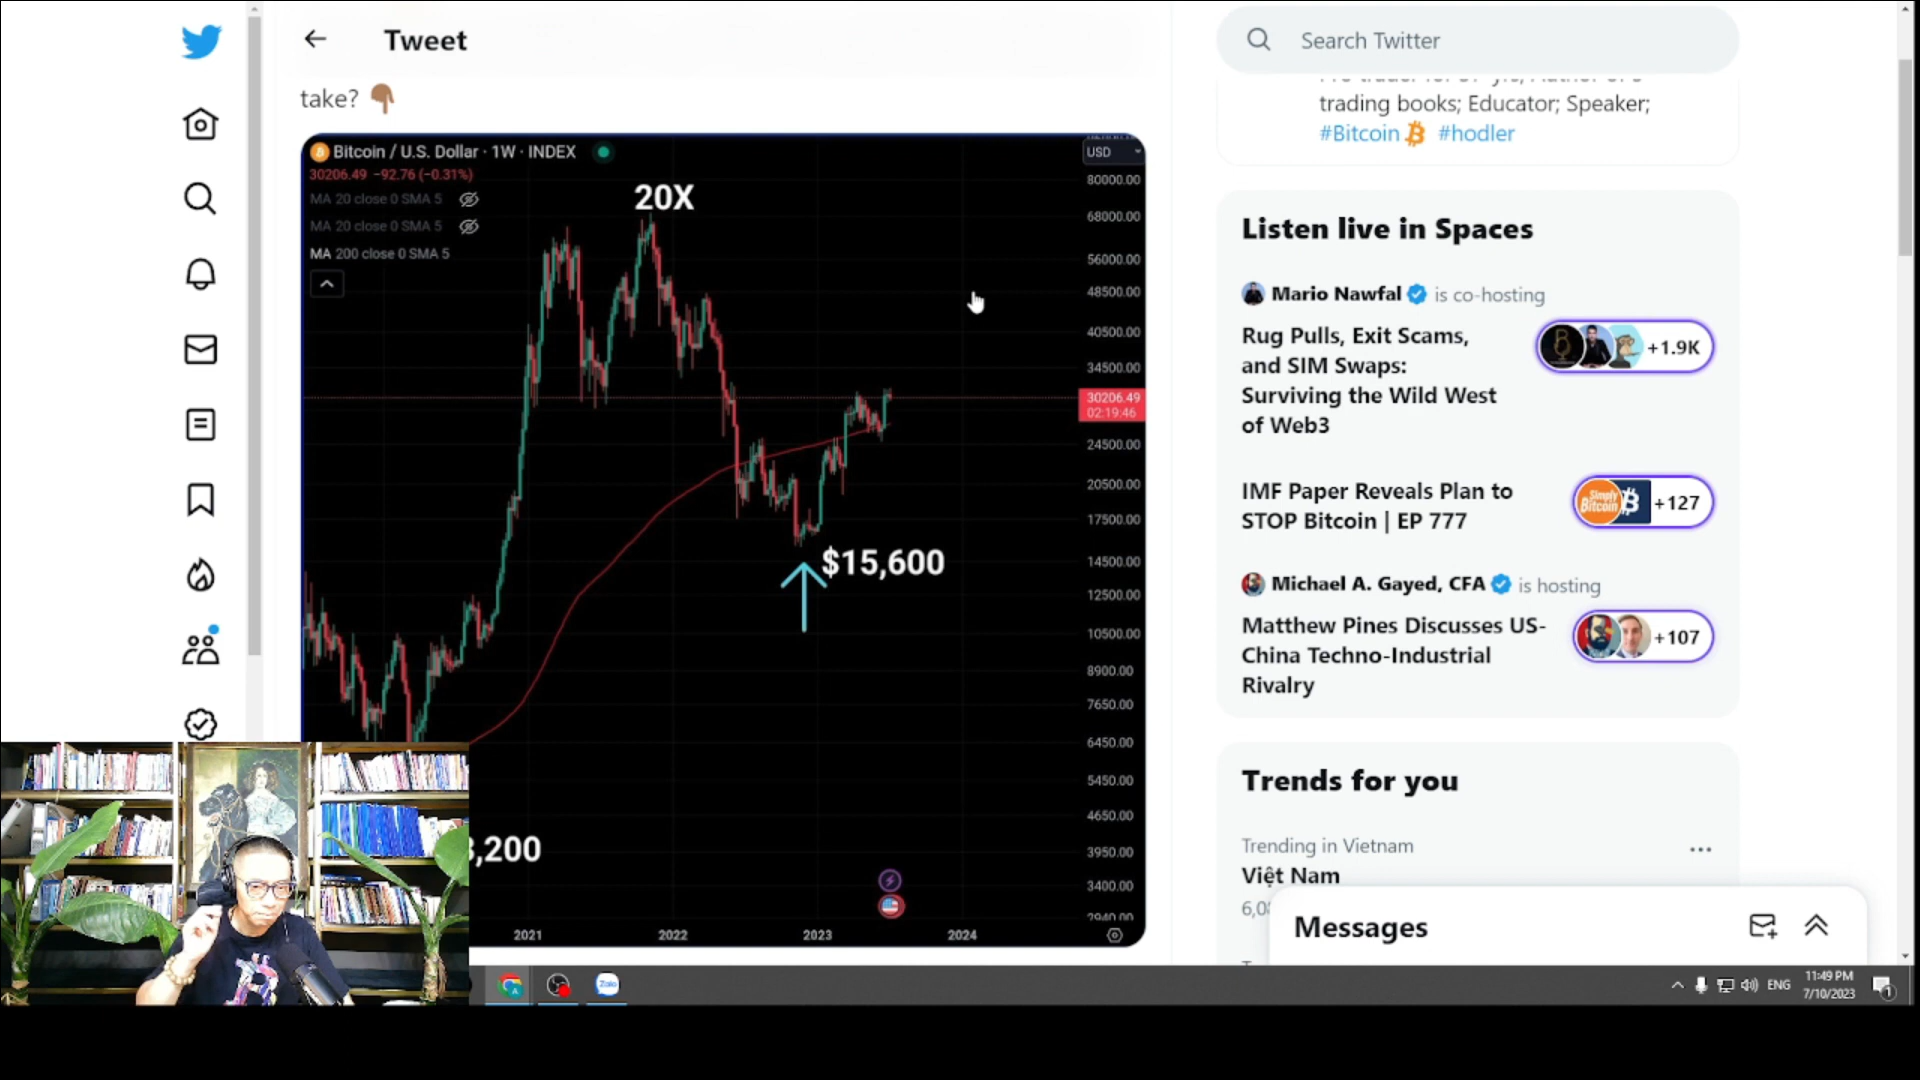 Tweet
take?
Bitcoin / U.S. Dollar · 1W · INDEX
30206.49 −92.76 (−0.31%)
MA 20 close 0 SMA 5
MA 20 close 0 SMA 5
MA 200 close 0 SMA 5
20X
$15,600
,200
USD
80000.00
68000.00
56000.00
48500.00
40500.00
34500.00
30206.49
02:19:46
24500.00
20500.00
17500.00
14500.00
12500.00
10500.00
8900.00
7650.00
6450.00
5450.00
4650.00
3950.00
3400.00
2940.00
2021 2022 2023 2024
Search Twitter
trading books; Educator; Speaker;
#Bitcoin #hodler
Listen live in Spaces
Mario Nawfal is co-hosting
Rug Pulls, Exit Scams,
and SIM Swaps:
Surviving the Wild West
of Web3
+1.9K
IMF Paper Reveals Plan to
STOP Bitcoin | EP 777
Simply
Bitcoin
+127
Michael A. Gayed, CFA is hosting
Matthew Pines Discusses US-
China Techno-Industrial
Rivalry
+107
Trends for you
Trending in Vietnam
Việt Nam
Messages
Zalo
ENG
11:49 PM
7/10/2023
1